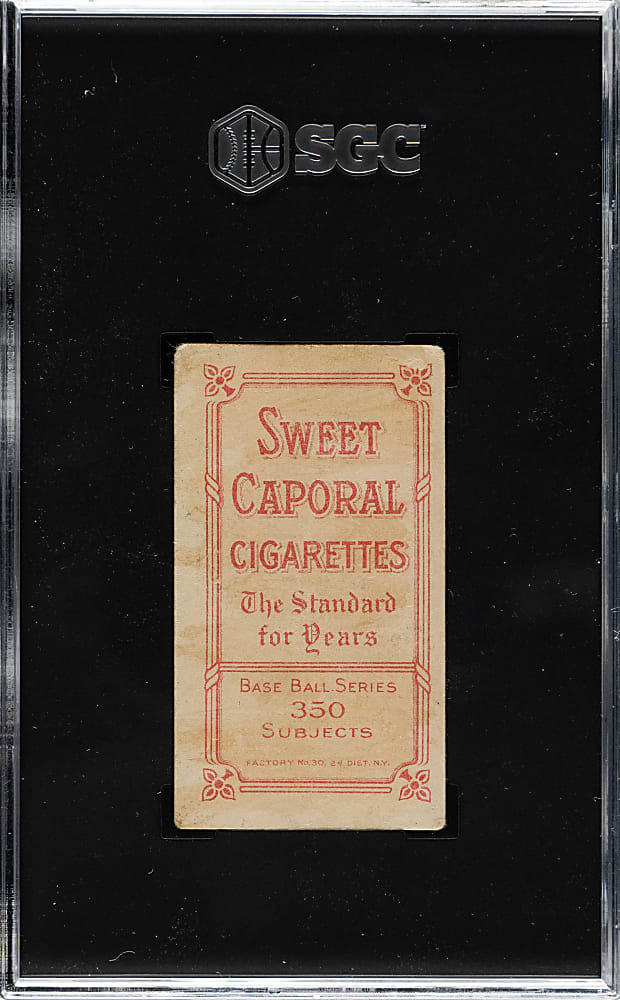 SGC
SWEET
CAPORAL
CIGARETTES
The Standard
for Years
BASE BALL SERIES
350
SUBJECTS
FACTORY No. 30, 2d DIST. N.Y.